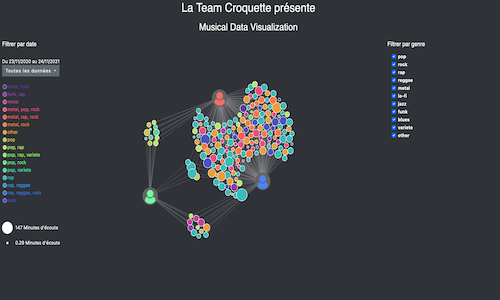 La Team Croquette présente
Musical Data Visualization
Filtrer par date
Du 23/11/2020 au 24/11/2021
Toutes les données
blues, rock
funk, rap
metal
metal, pop, rock
metal, rap, rock
metal, rock
other
pop
pop, rap
pop, rap, variete
pop, rock
pop, variete
rap
rap, reggae
rap, reggae, rock
rock
147 Minutes d'écoute
0.29 Minutes d'écoute
Filtrer par genre
pop
rock
rap
reggae
metal
lo-fi
jazz
funk
blues
variete
other